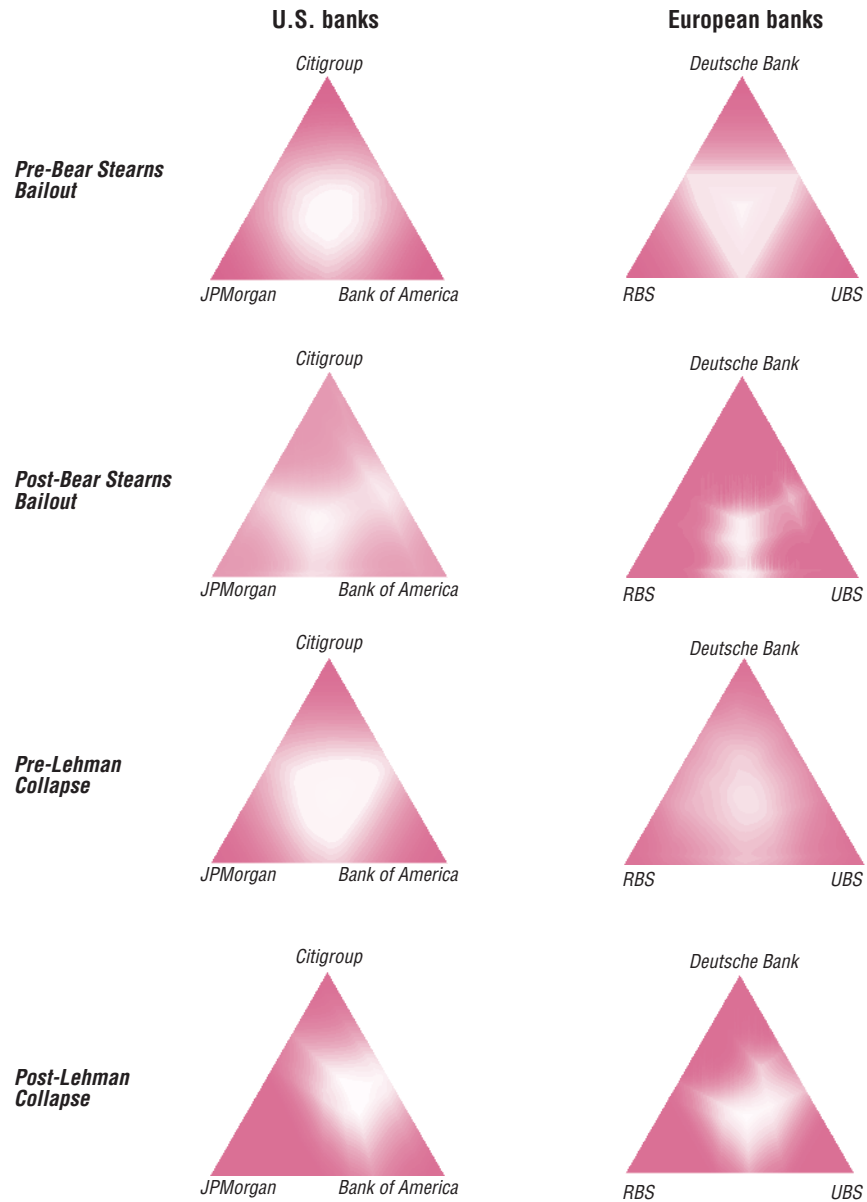 U.S. banks
European banks
Citigroup
Deutsche Bank
Pre-Bear Stearns
Bailout
JPMorgan
Bank of America
RBS
UBS
Citigroup
Deutsche Bank
Post-Bear Stearns
Bailout
JPMorgan
Bank of America
RBS
UBS
Citigroup
Deutsche Bank
Pre-Lehman
Collapse
JPMorgan
Bank of America
RBS
UBS
Citigroup
Deutsche Bank
Post-Lehman
Collapse
JPMorgan
Bank of America
RBS
UBS